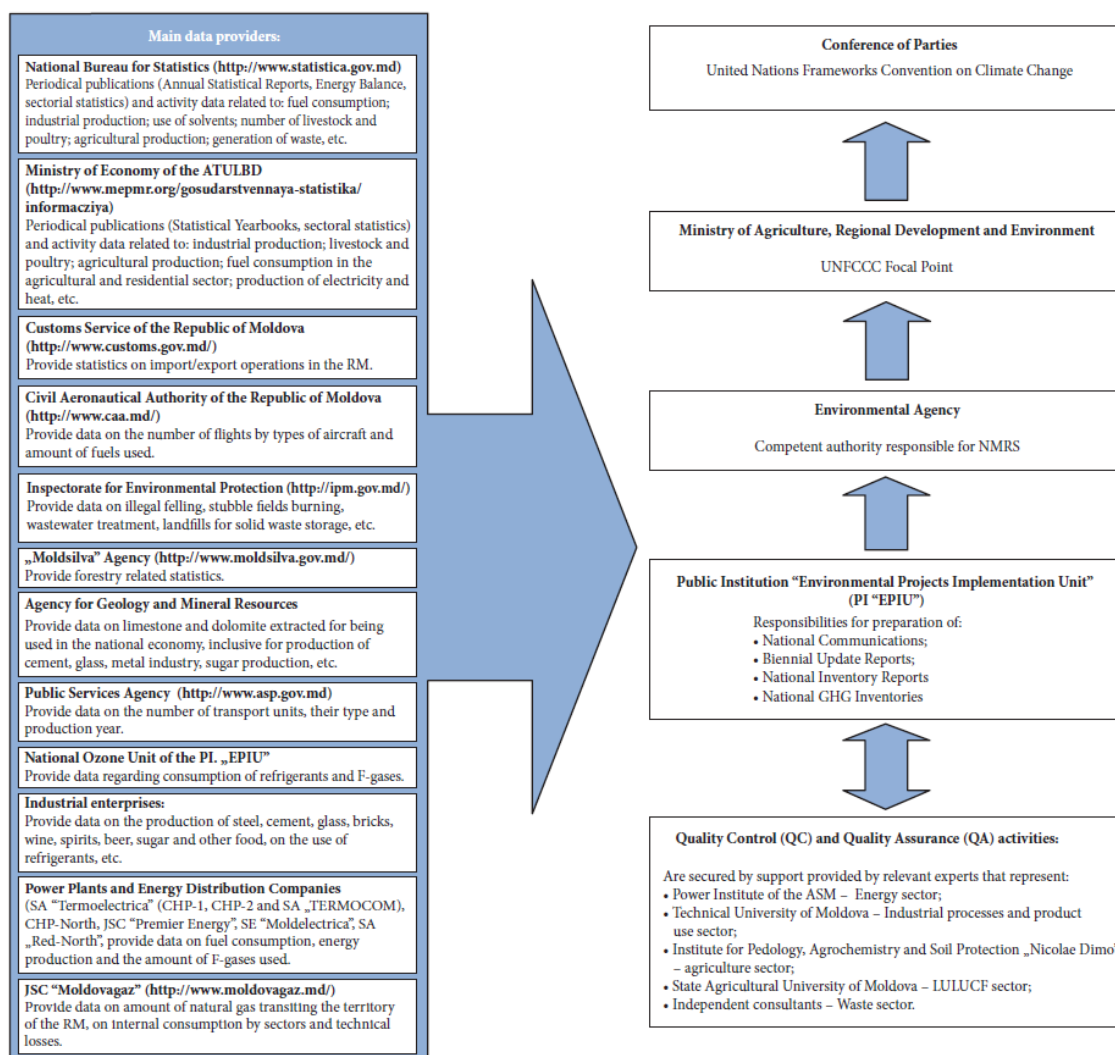 Main data providers:
National Bureau for Statistics (http://www.statistica.gov.md)
Periodical publications (Annual Statistical Reports, Energy Balance,
sectorial statistics) and activity data related to: fuel consumption;
industrial production; use of solvents; number of livestock and
poultry; agricultural production; generation of waste, etc.
Ministry of Economy of the ATULBD
(http://www.mepmr.org/gosudarstvennaya-statistika/
informacziya)
Periodical publications (Statistical Yearbooks, sectoral statistics)
and activity data related to: industrial production; livestock and
poultry; agricultural production; fuel consumption in the
agricultural and residential sector; production of electricity and
heat, etc.
Customs Service of the Republic of Moldova
(http://www.customs.gov.md/)
Provide statistics on import/export operations in the RM.
Civil Aeronautical Authority of the Republic of Moldova
(http://www.caa.md/)
Provide data on the number of flights by types of aircraft and
amount of fuels used.
Inspectorate for Environmental Protection (http://ipm.gov.md/)
Provide data on illegal felling, stubble fields burning,
wastewater treatment, landfills for solid waste storage, etc.
„Moldsilva” Agency (http://www.moldsilva.gov.md/)
Provide forestry related statistics.
Agency for Geology and Mineral Resources
Provide data on limestone and dolomite extracted for being
used in the national economy, inclusive for production of
cement, glass, metal industry, sugar production, etc.
Public Services Agency (http://www.asp.gov.md)
Provide data on the number of transport units, their type and
production year.
National Ozone Unit of the PI. „EPIU”
Provide data regarding consumption of refrigerants and F-gases.
Industrial enterprises:
Provide data on the production of steel, cement, glass, bricks,
wine, spirits, beer, sugar and other food, on the use of
refrigerants, etc.
Power Plants and Energy Distribution Companies
(SA “Termoelectrica” (CHP-1, CHP-2 and SA „TERMOCOM),
CHP-North, JSC “Premier Energy”, SE “Moldelectrica”, SA
„Red-North”, provide data on fuel consumption, energy
production and the amount of F-gases used.
JSC “Moldovagaz” (http://www.moldovagaz.md/)
Provide data on amount of natural gas transiting the territory
of the RM, on internal consumption by sectors and technical
losses.
Conference of Parties
United Nations Frameworks Convention on Climate Change
Ministry of Agriculture, Regional Development and Environment
UNFCCC Focal Point
Environmental Agency
Competent authority responsible for NMRS
Public Institution “Environmental Projects Implementation Unit”
(PI “EPIU”)
Responsibilities for preparation of:
• National Communications;
• Biennial Update Reports;
• National Inventory Reports
• National GHG Inventories
Quality Control (QC) and Quality Assurance (QA) activities:
Are secured by support provided by relevant experts that represent:
• Power Institute of the ASM – Energy sector;
• Technical University of Moldova – Industrial processes and product
use sector;
• Institute for Pedology, Agrochemistry and Soil Protection „Nicolae Dimo”
– agriculture sector;
• State Agricultural University of Moldova – LULUCF sector;
• Independent consultants – Waste sector.